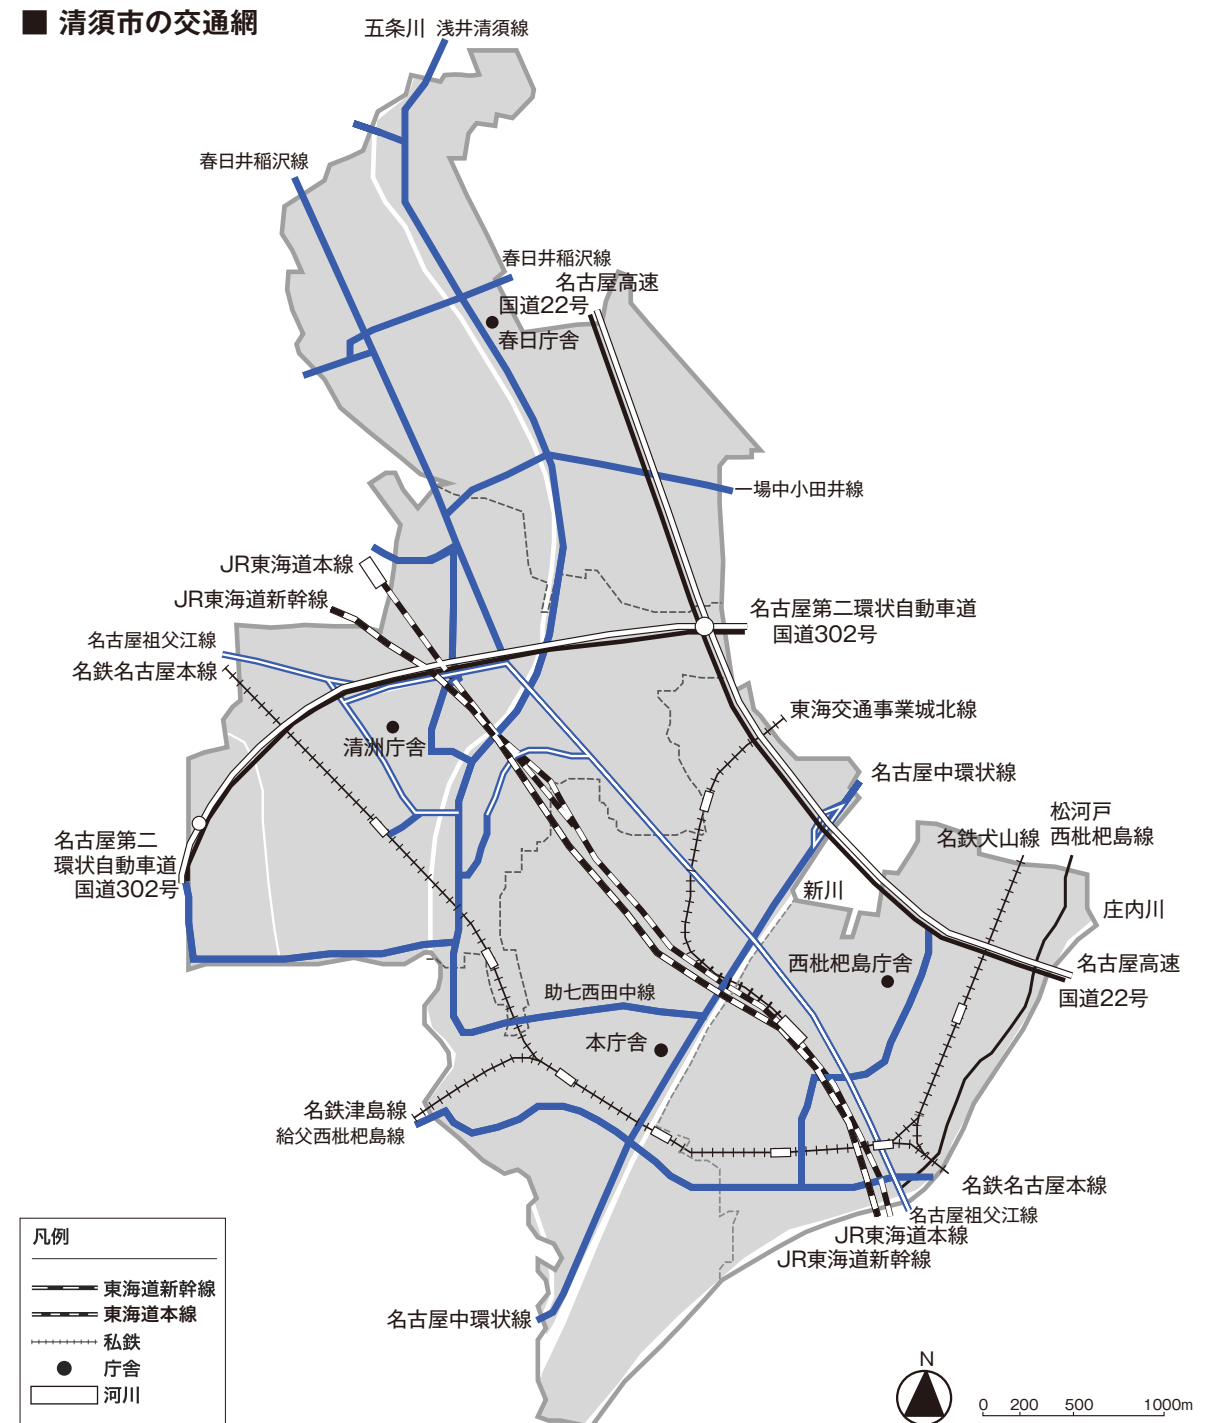 ■ 清須市の交通網
五条川
浅井清須線
春日井稲沢線
春日井稲沢線
名古屋高速
国道22号
春日庁舎
一場中小田井線
JR東海道本線
JR東海道新幹線
名古屋第二環状自動車道
国道302号
名古屋祖父江線
名鉄名古屋本線
東海交通事業城北線
清洲庁舎
名古屋中環状線
松河戸
西枇杷島線
名鉄犬山線
名古屋第二
環状自動車道
国道302号
新川
庄内川
西枇杷島庁舎
名古屋高速
国道22号
助七西田中線
本庁舎
名鉄津島線
給父西枇杷島線
名鉄名古屋本線
名古屋祖父江線
JR東海道本線
JR東海道新幹線
名古屋中環状線
凡例
東海道新幹線
東海道本線
私鉄
庁舎
河川
N
0 200 500 1000m